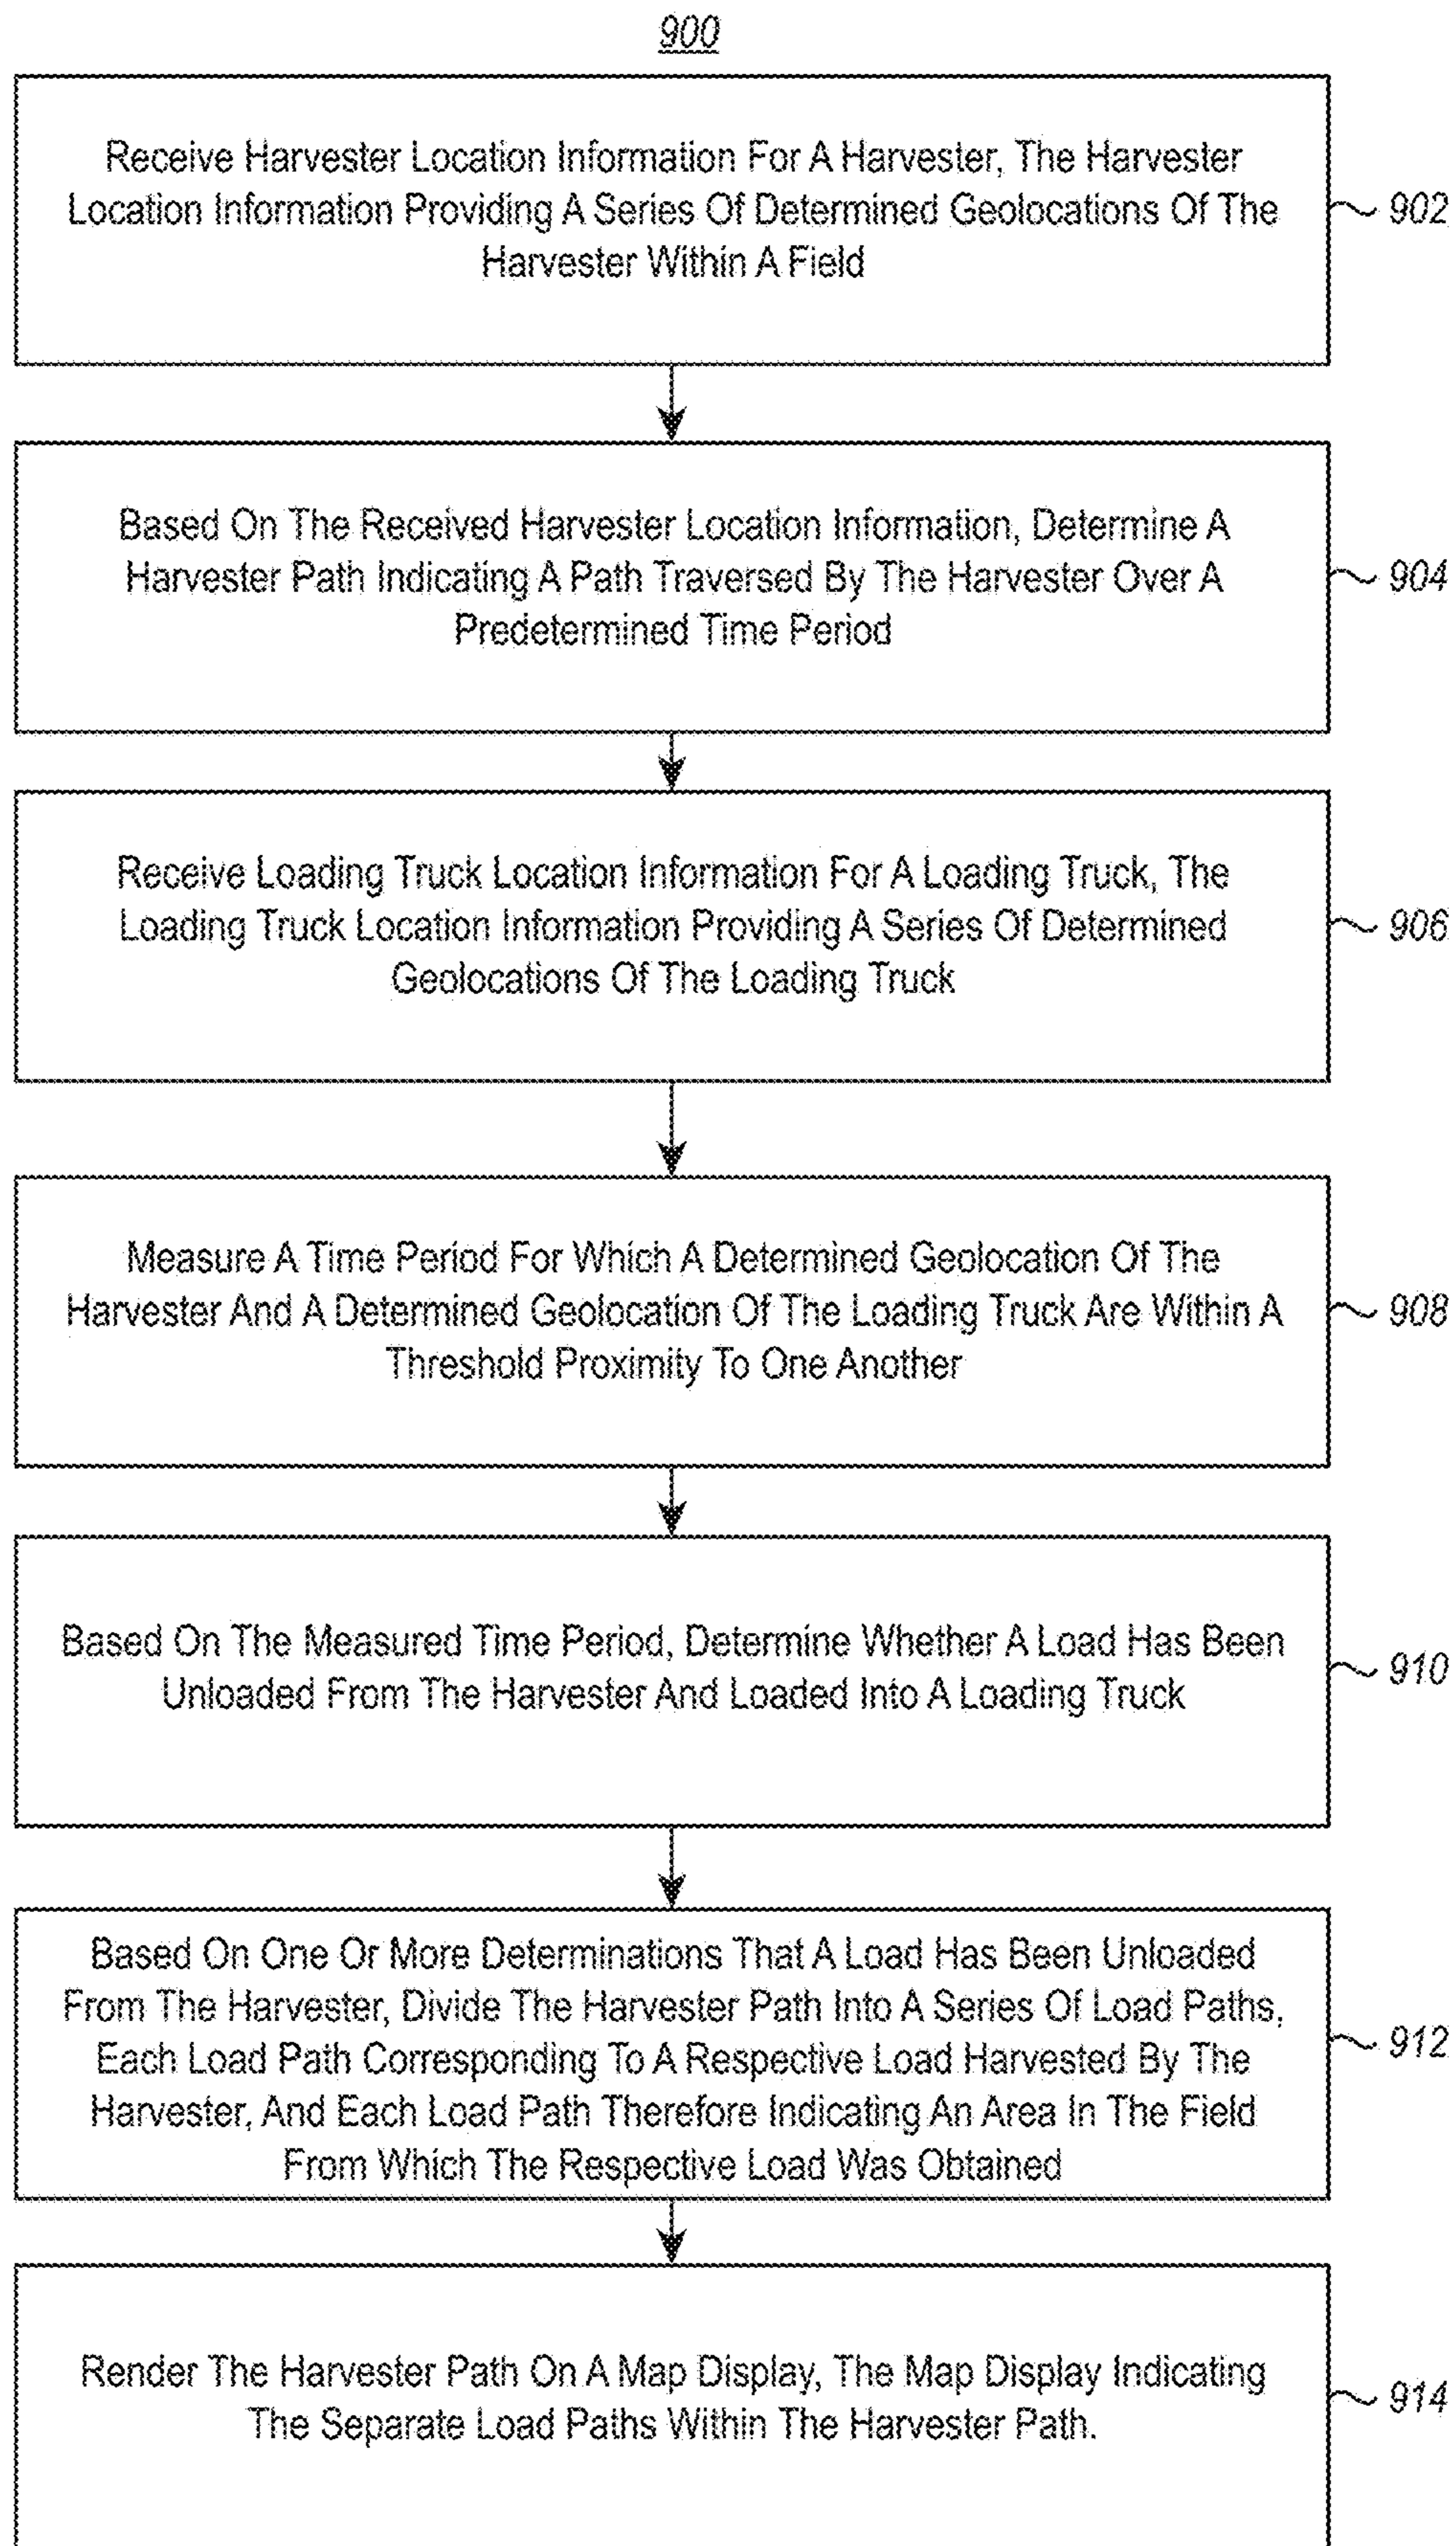 900
Receive Harvester Location Information For A Harvester, The Harvester
Location Information Providing A Series Of Determined Geolocations Of The
Harvester Within A Field
902
Based On The Received Harvester Location Information, Determine A
Harvester Path Indicating A Path Traversed By The Harvester Over A
Predetermined Time Period
904
Receive Loading Truck Location Information For A Loading Truck, The
Loading Truck Location Information Providing A Series Of Determined
Geolocations Of The Loading Truck
906
Measure A Time Period For Which A Determined Geolocation Of The
Harvester And A Determined Geolocation Of The Loading Truck Are Within A
Threshold Proximity To One Another
908
Based On The Measured Time Period, Determine Whether A Load Has Been
Unloaded From The Harvester And Loaded Into A Loading Truck
910
Based On One Or More Determinations That A Load Has Been Unloaded
From The Harvester, Divide The Harvester Path Into A Series Of Load Paths,
Each Load Path Corresponding To A Respective Load Harvested By The
Harvester, And Each Load Path Therefore Indicating An Area In The Field
From Which The Respective Load Was Obtained
912
Render The Harvester Path On A Map Display, The Map Display Indicating
The Separate Load Paths Within The Harvester Path.
914